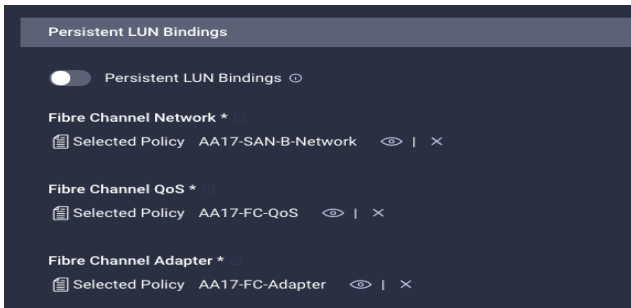 Persistent LUN Bindings
Persistent LUN Bindings
Fibre Channel Network *
Selected Policy AA17-SAN-B-Network |
Fibre Channel QoS *
Selected Policy AA17-FC-QoS |
Fibre Channel Adapter *
Selected Policy AA17-FC-Adapter |